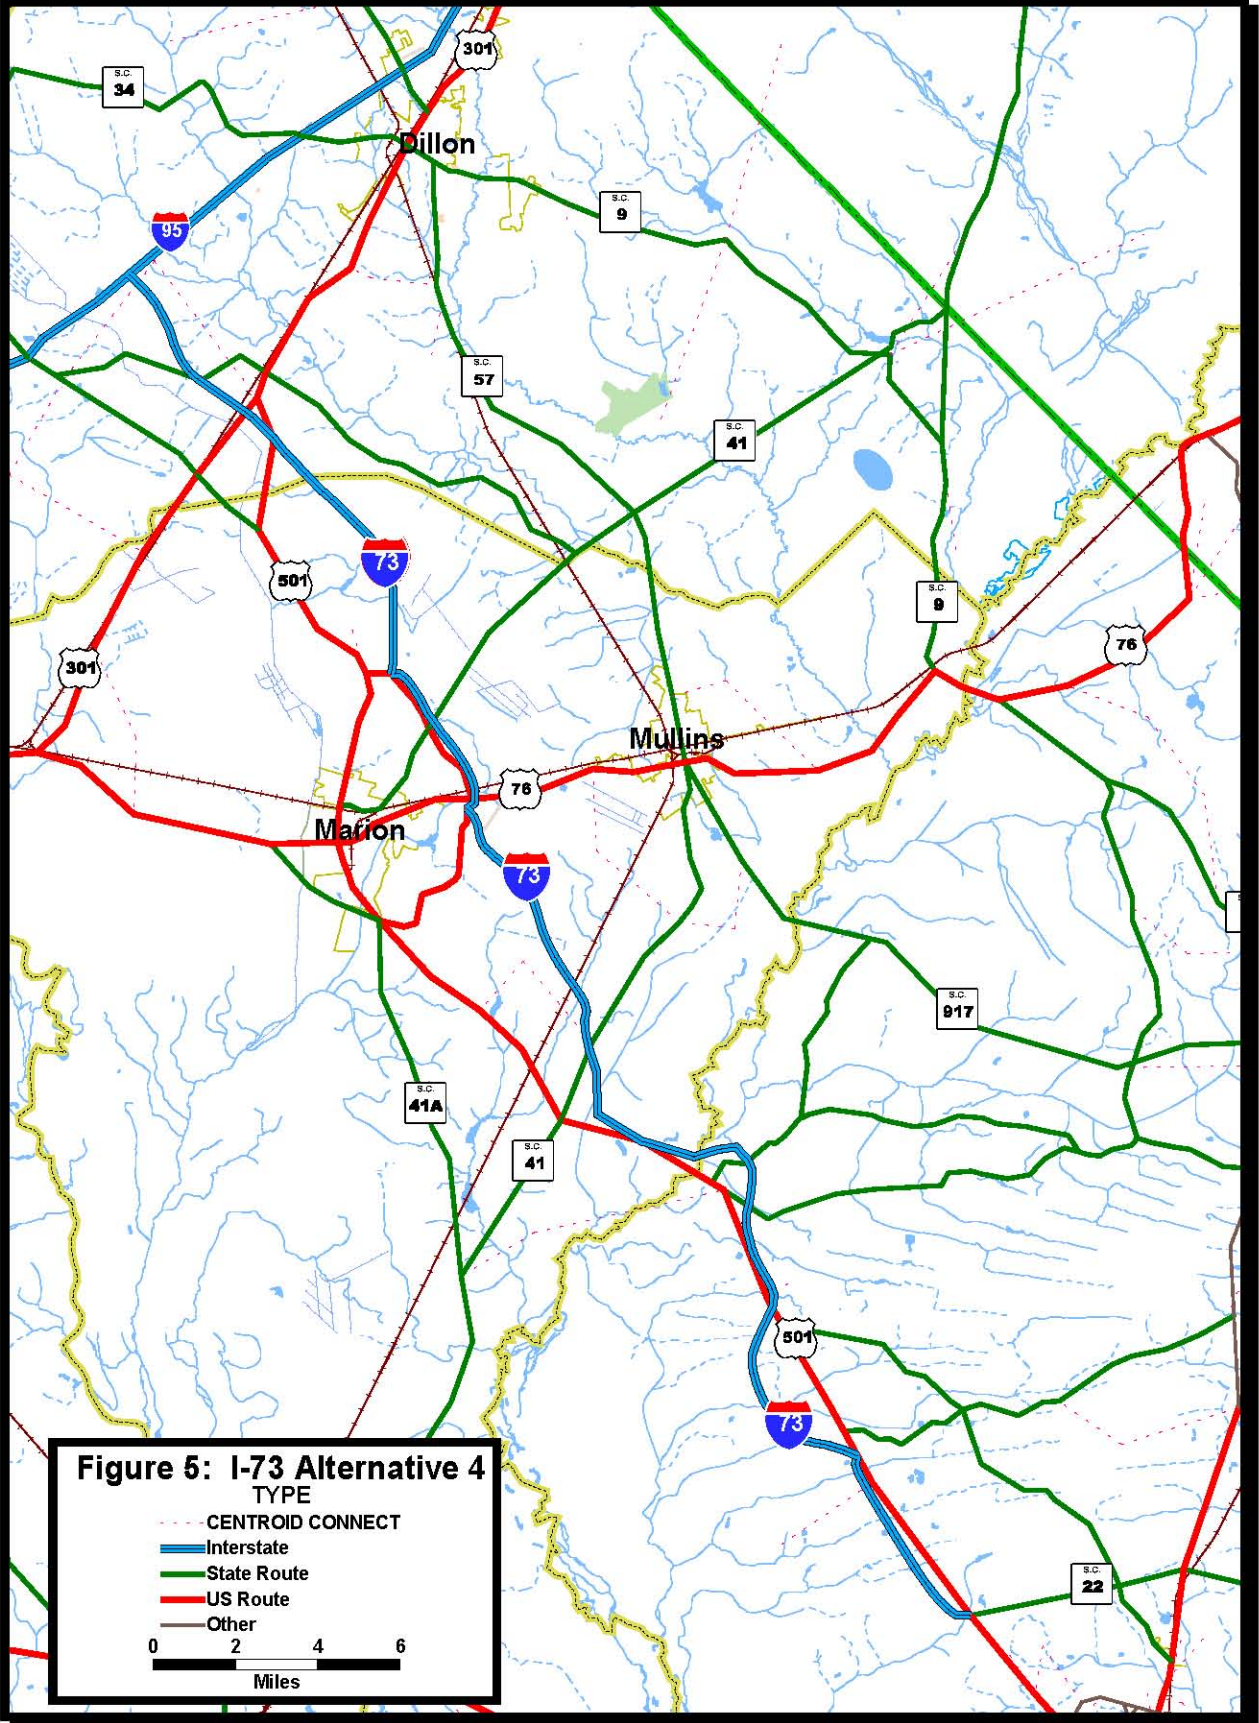 301
S.C.
34
Dillon
S.C.
9
95
S.C.
57
S.C.
41
73
501
S.C.
9
301
76
Mullins
76
Marion
73
S.C.
917
S.C.
41A
S.C.
41
501
73
S.C.
22
Figure 5: I-73 Alternative 4
TYPE
CENTROID CONNECT
Interstate
State Route
US Route
Other
0 2 4 6
Miles